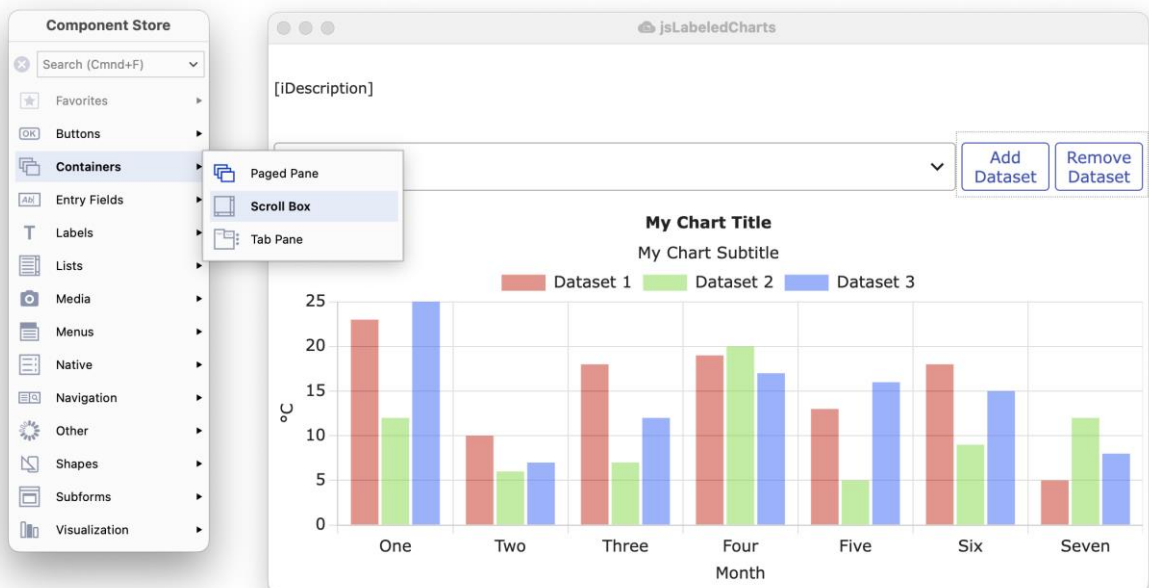 Component Store
Search (Cmnd+F)
Favorites
OK Buttons
Containers
Ab Entry Fields
T Labels
Lists
Media
Menus
Native
Navigation
Other
Shapes
Subforms
Visualization
Paged Pane
Scroll Box
Tab Pane
jsLabeledCharts
[iDescription]
Add
Dataset
Remove
Dataset
My Chart Title
My Chart Subtitle
Dataset 1 Dataset 2 Dataset 3
25
20
15
10
5
0
°C
One Two Three Four Five Six Seven
Month